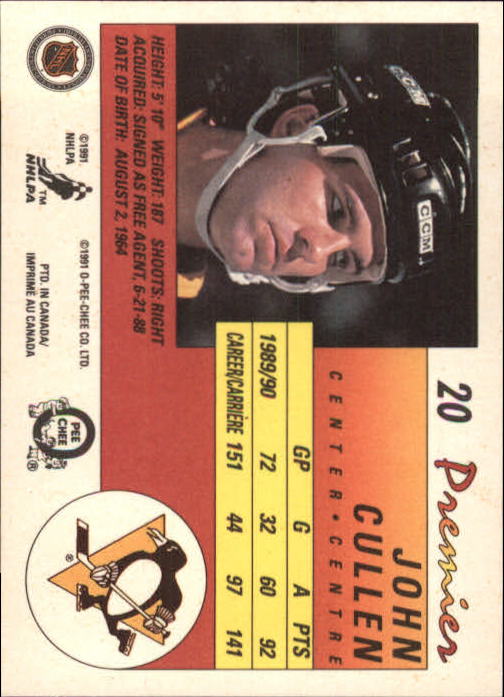 20 Premier
JOHN
CULLEN
CENTER • CENTRE
CCM
GP G A PTS
1989/90 72 32 60 92
CAREER/CARRIÈRE 151 44 97 141
HEIGHT: 5' 10" WEIGHT: 187 SHOOTS: RIGHT
ACQUIRED: SIGNED AS FREE AGENT, 6-21-88
DATE OF BIRTH: AUGUST 2, 1964
NHL
©1991
NHLPA
NHLPA™
©1991 O-PEE-CHEE CO. LTD.
PTD. IN CANADA/
IMPRIMÉ AU CANADA
O
PEE
CHEE
®
®